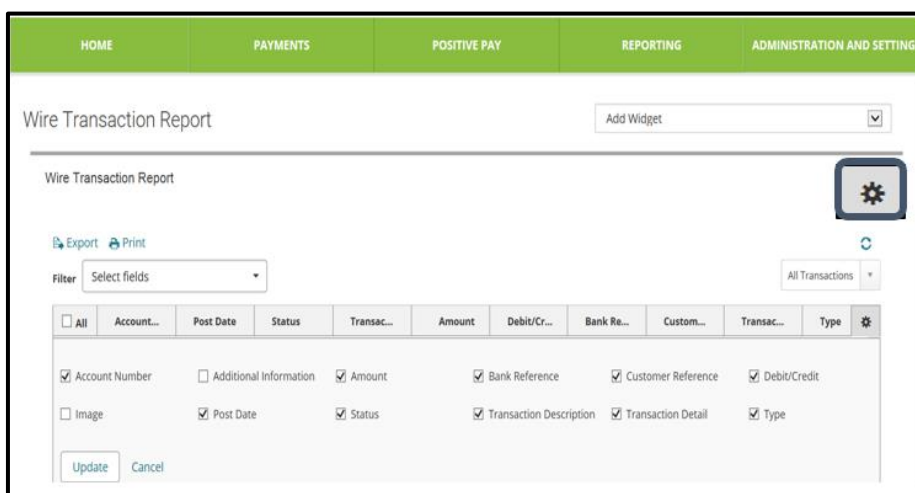 HOME PAYMENTS POSITIVE PAY REPORTING ADMINISTRATION AND SETTING
Wire Transaction Report Add Widget
Wire Transaction Report
Export Print
Filter Select fields All Transactions
All Account... Post Date Status Transac... Amount Debit/Cr... Bank Re... Custom... Transac... Type
Account Number Additional Information Amount Bank Reference Customer Reference Debit/Credit
Image Post Date Status Transaction Description Transaction Detail Type
Update Cancel